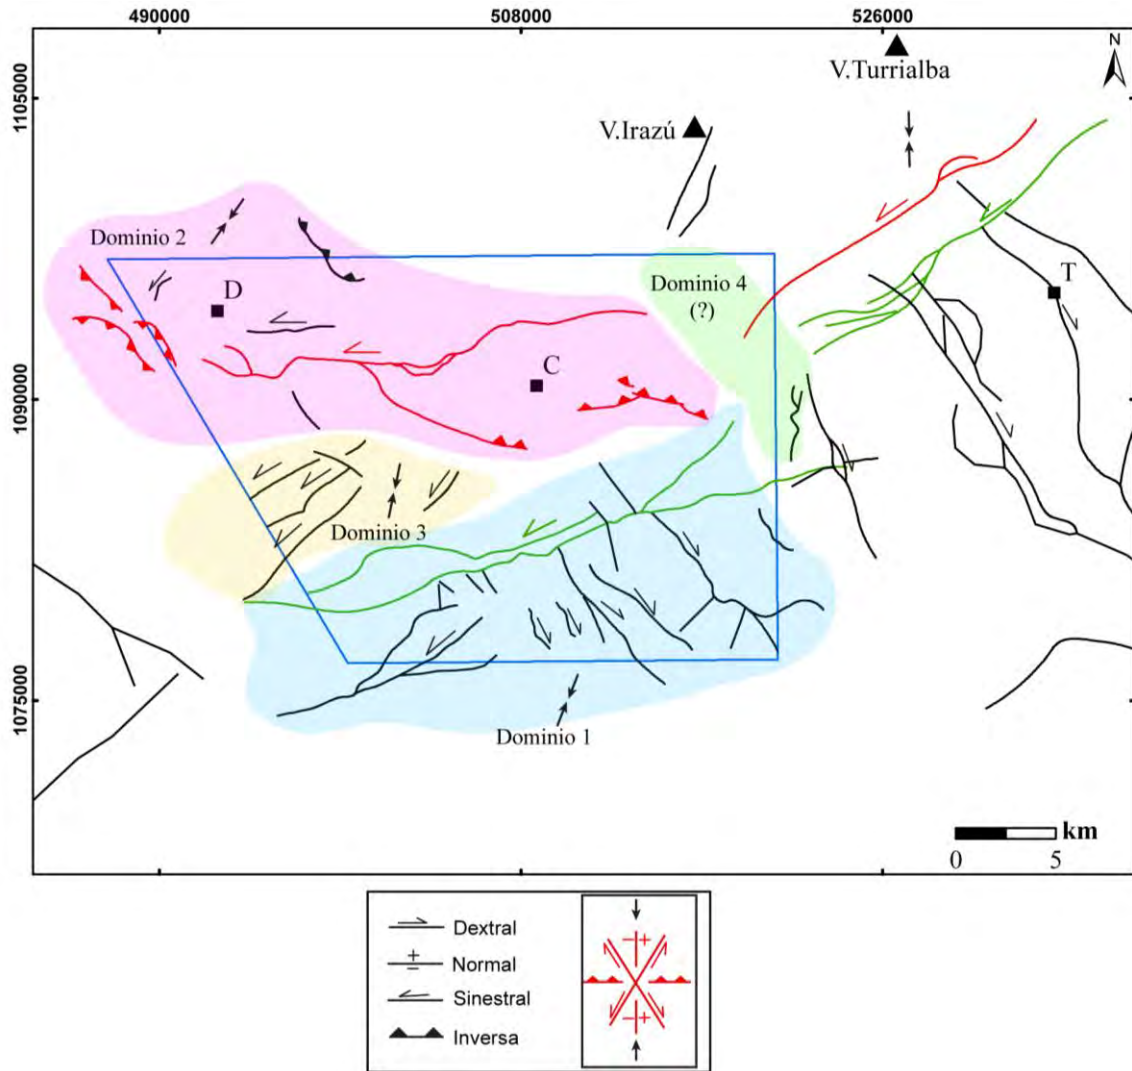 490000
508000
526000
N
V.Turrialba
1105000
V.Irazú
Dominio 2
Dominio 4
(?)
D
T
C
1090000
Dominio 3
1075000
Dominio 1
km
0
5
Dextral
Normal
Sinestral
Inversa